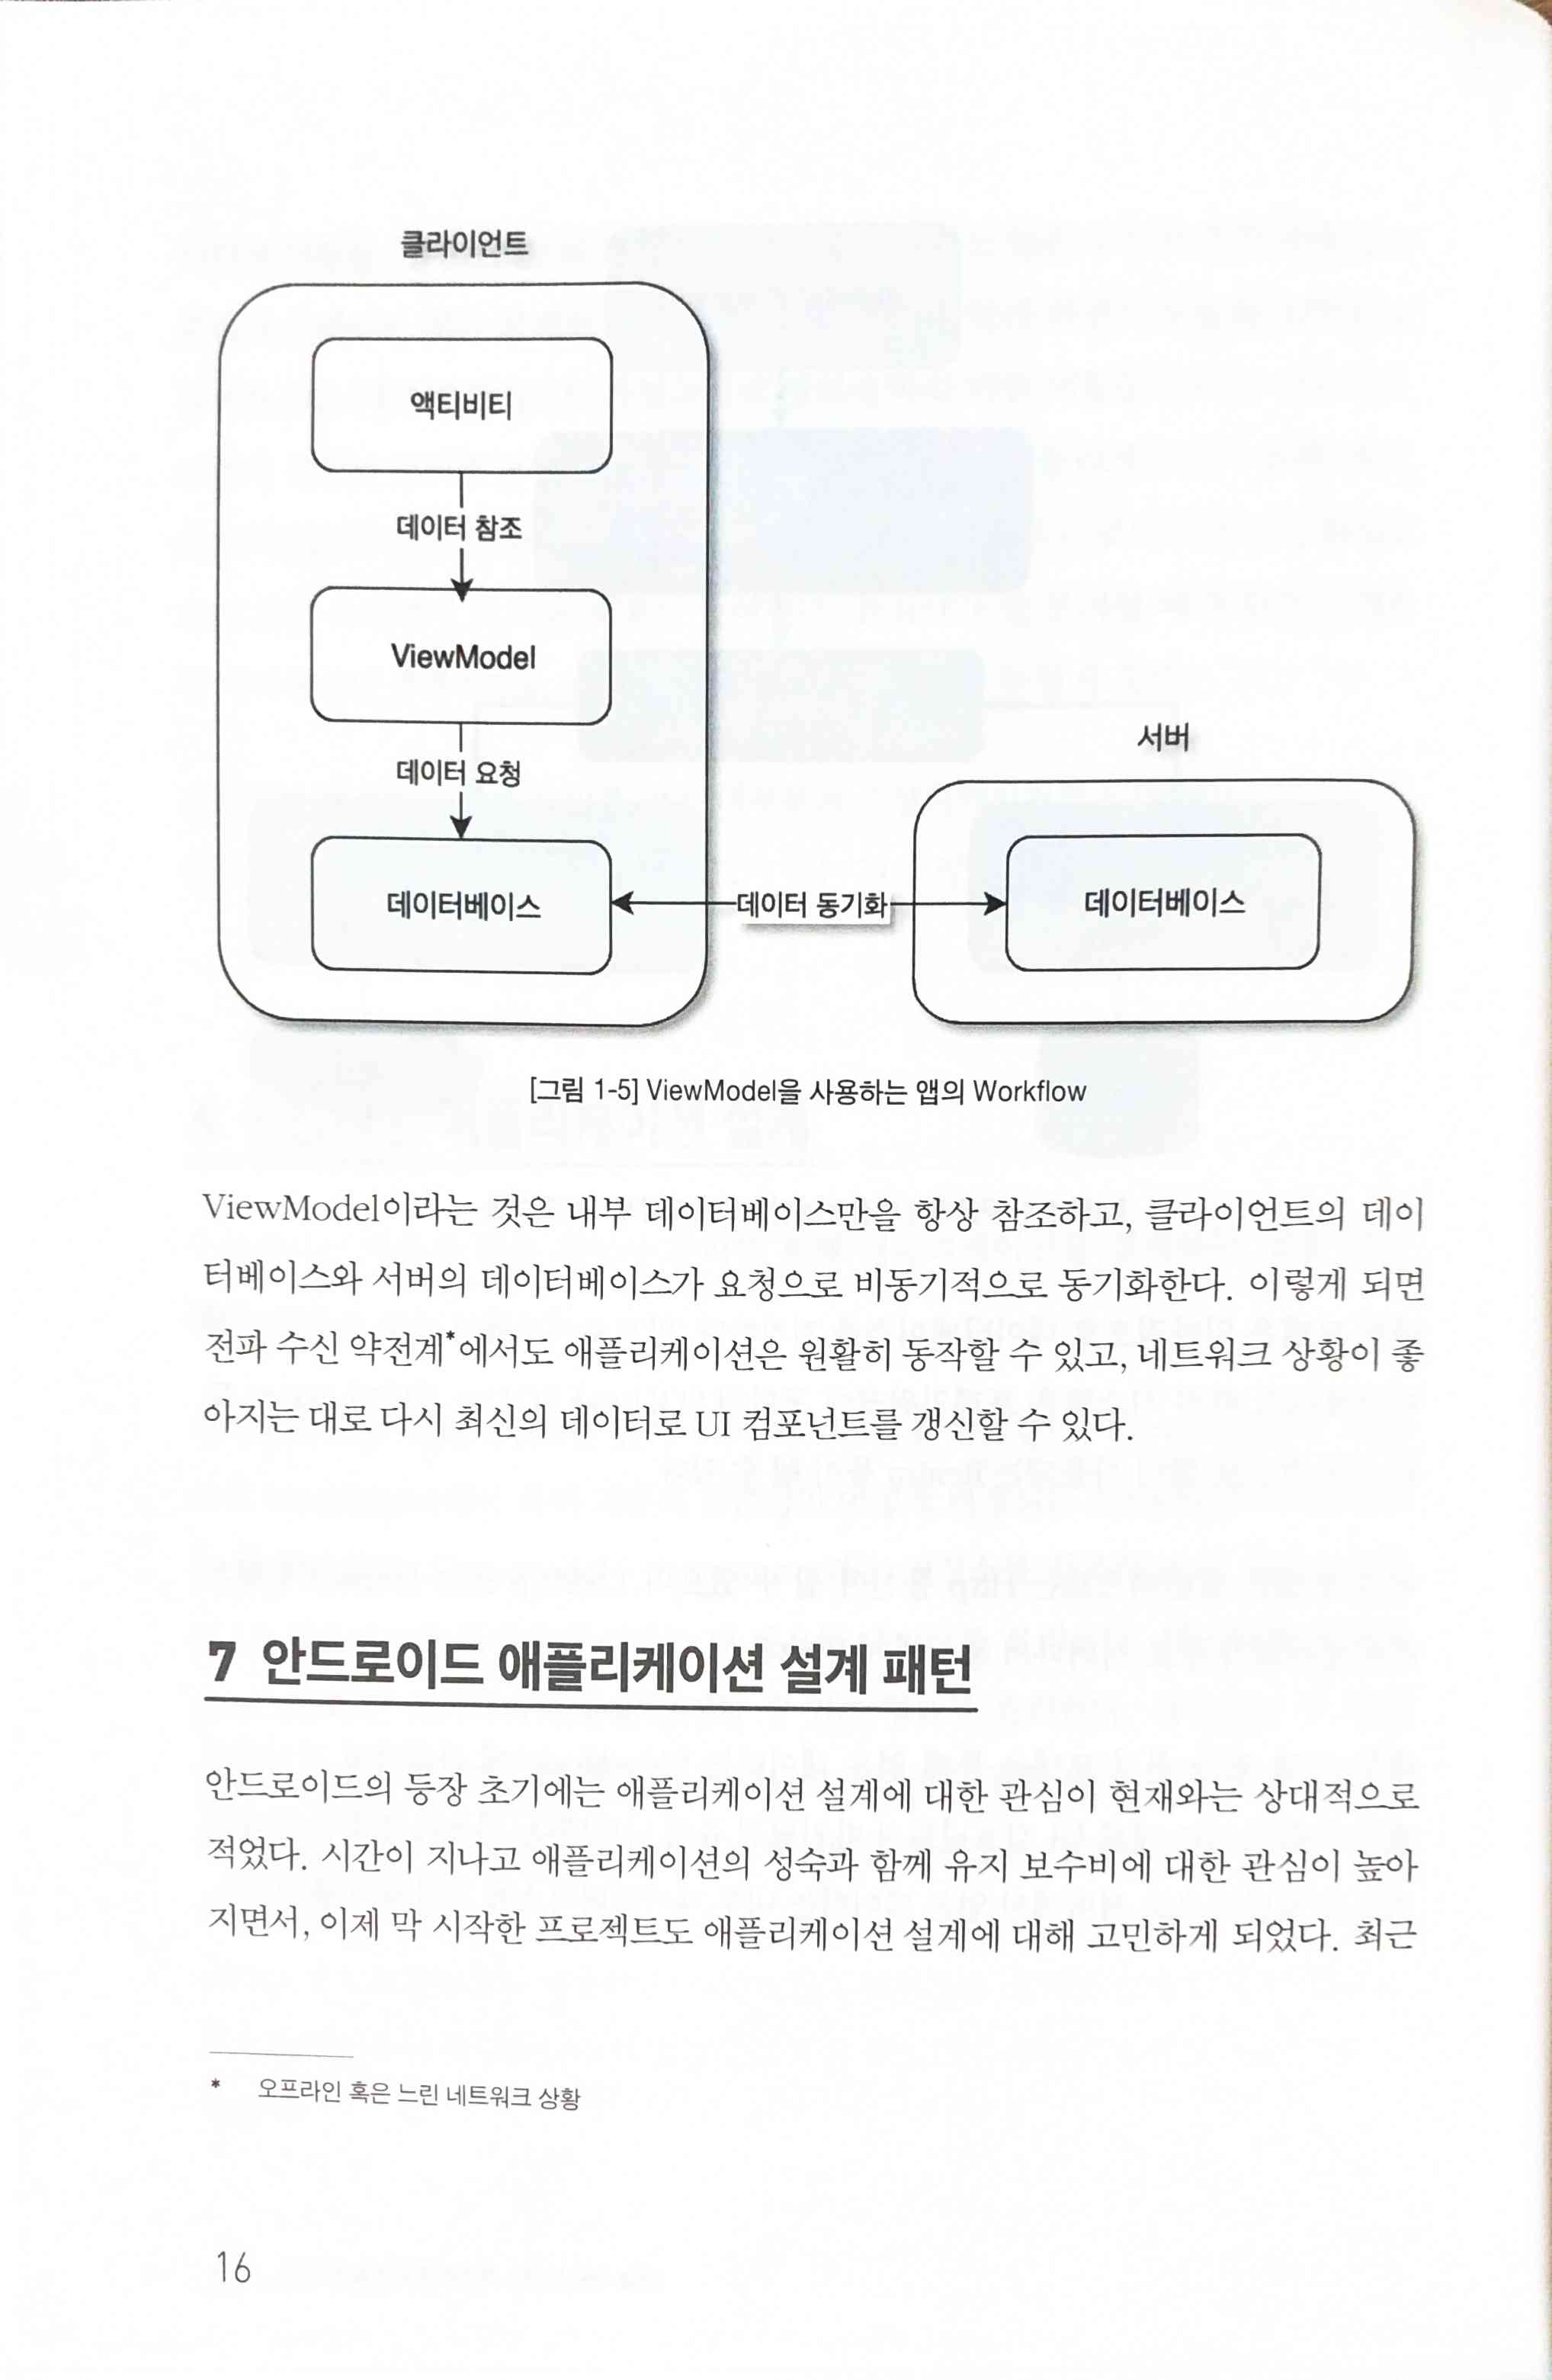 클라이언트
액티비티
데이터 참조
ViewModel
데이터 요청
데이터베이스
데이터 동기화
서버
데이터베이스
[그림 1-5] ViewModel을 사용하는 앱의 Workflow
ViewModel이라는 것은 내부 데이터베이스만을 항상 참조하고, 클라이언트의 데이
터베이스와 서버의 데이터베이스가 요청으로 비동기적으로 동기화한다. 이렇게 되면
전파 수신 약전계*에서도 애플리케이션은 원활히 동작할 수 있고, 네트워크 상황이 좋
아지는 대로 다시 최신의 데이터로 UI 컴포넌트를 갱신할 수 있다.
7 안드로이드 애플리케이션 설계 패턴
안드로이드의 등장 초기에는 애플리케이션 설계에 대한 관심이 현재와는 상대적으로
적었다. 시간이 지나고 애플리케이션의 성숙과 함께 유지 보수비에 대한 관심이 높아
지면서, 이제 막 시작한 프로젝트도 애플리케이션 설계에 대해 고민하게 되었다. 최근
* 오프라인 혹은 느린 네트워크 상황
16